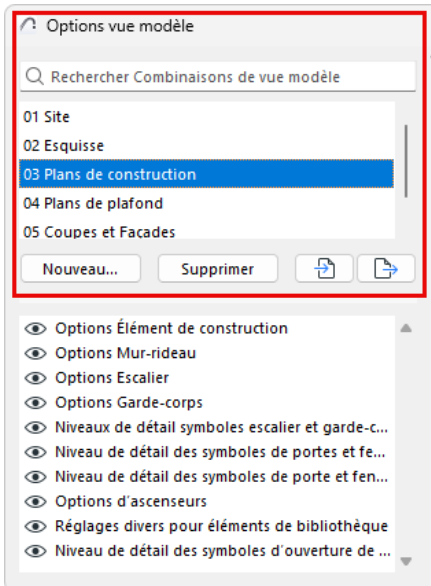 Options vue modèle
Rechercher Combinaisons de vue modèle
01 Site
02 Esquisse
03 Plans de construction
04 Plans de plafond
05 Coupes et Façades
Nouveau... Supprimer
Options Élément de construction
Options Mur-rideau
Options Escalier
Options Garde-corps
Niveaux de détail symboles escalier et garde-c...
Niveau de détail des symboles de portes et fe...
Niveau de détail des symboles de porte et fen...
Options d'ascenseurs
Réglages divers pour éléments de bibliothèque
Niveau de détail des symboles d'ouverture de ...